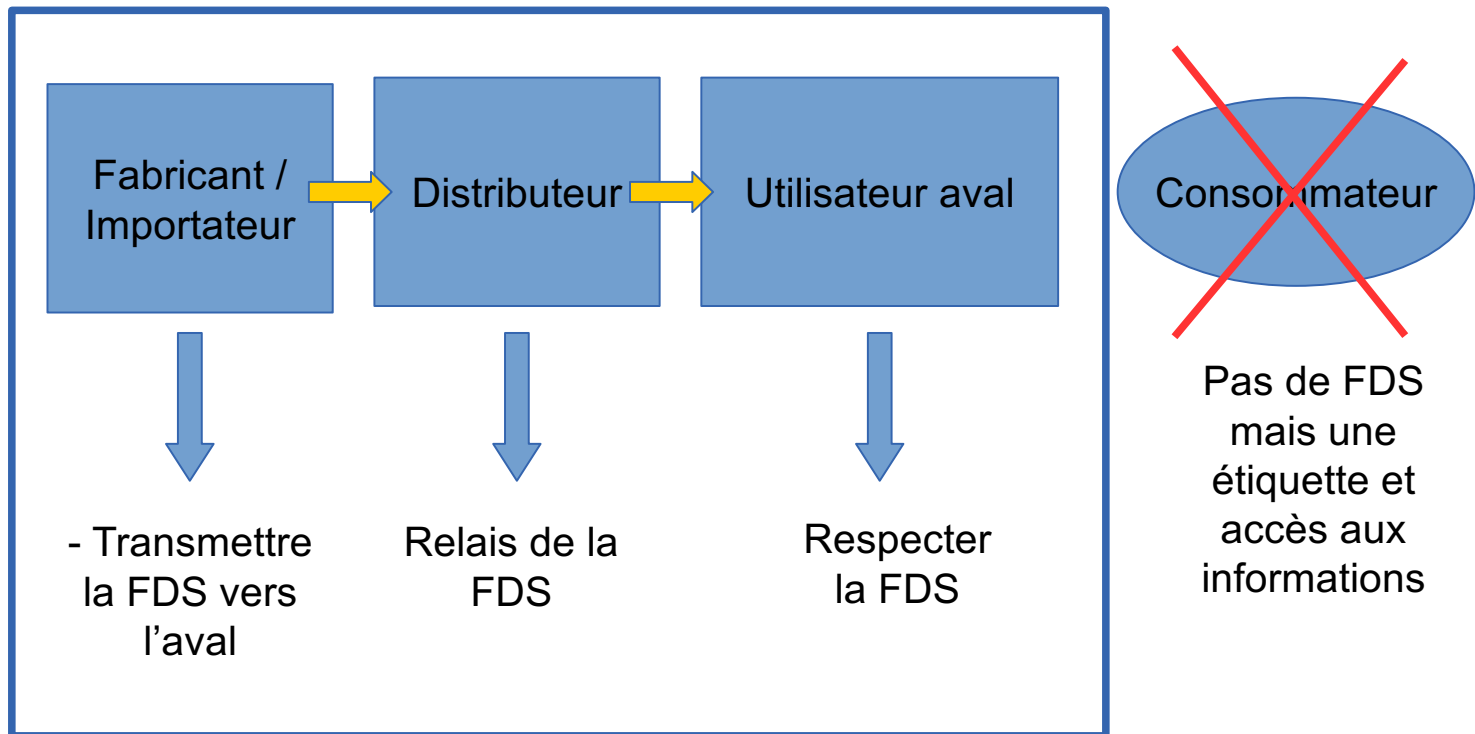 Fabricant /
Importateur
Distributeur
Utilisateur aval
Consommateur
- Transmettre
la FDS vers
l’aval
Relais de la
FDS
Respecter
la FDS
Pas de FDS
mais une
étiquette et
accès aux
informations